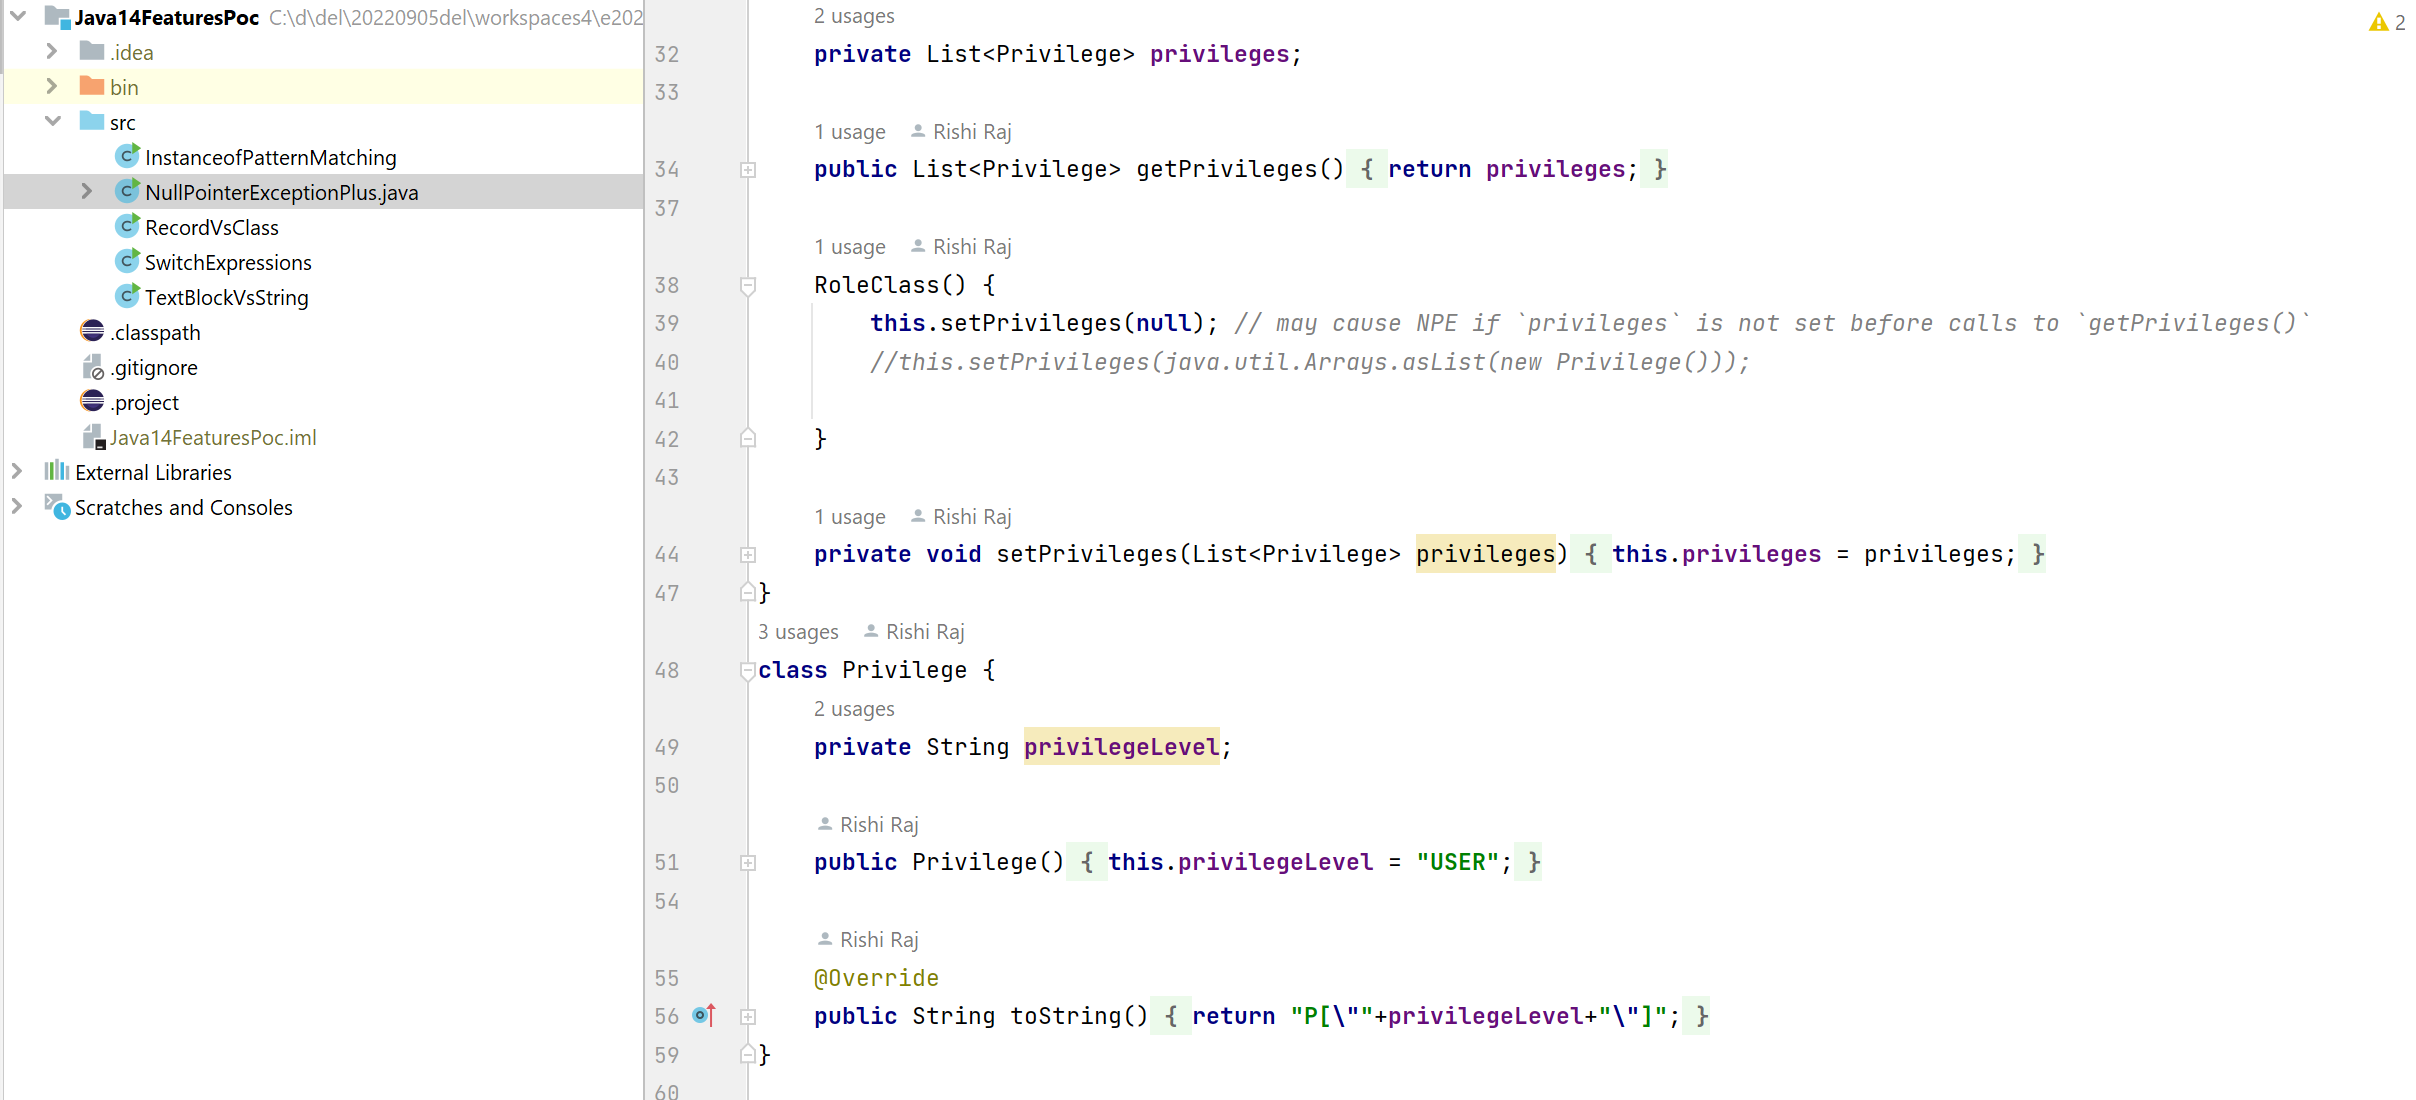 Java14FeaturesPoc C:\d\del\20220905del\workspaces4\e202
.idea
bin
src
InstanceofPatternMatching
NullPointerExceptionPlus.java
RecordVsClass
SwitchExpressions
TextBlockVsString
.classpath
.gitignore
.project
Java14FeaturesPoc.iml
External Libraries
Scratches and Consoles
2 usages
2
32 private List<Privilege> privileges;
33
1 usage Rishi Raj
34 public List<Privilege> getPrivileges() { return privileges; }
37
1 usage Rishi Raj
38 RoleClass() {
39 this.setPrivileges(null); // may cause NPE if `privileges` is not set before calls to `getPrivileges()`
40 //this.setPrivileges(java.util.Arrays.asList(new Privilege()));
41
42 }
43
1 usage Rishi Raj
44 private void setPrivileges(List<Privilege> privileges) { this.privileges = privileges; }
47 }
3 usages Rishi Raj
48 class Privilege {
2 usages
49 private String privilegeLevel;
50
Rishi Raj
51 public Privilege() { this.privilegeLevel = "USER"; }
54
Rishi Raj
55 @Override
56 public String toString() { return "P[\""+privilegeLevel+"\"]"; }
59 }
60